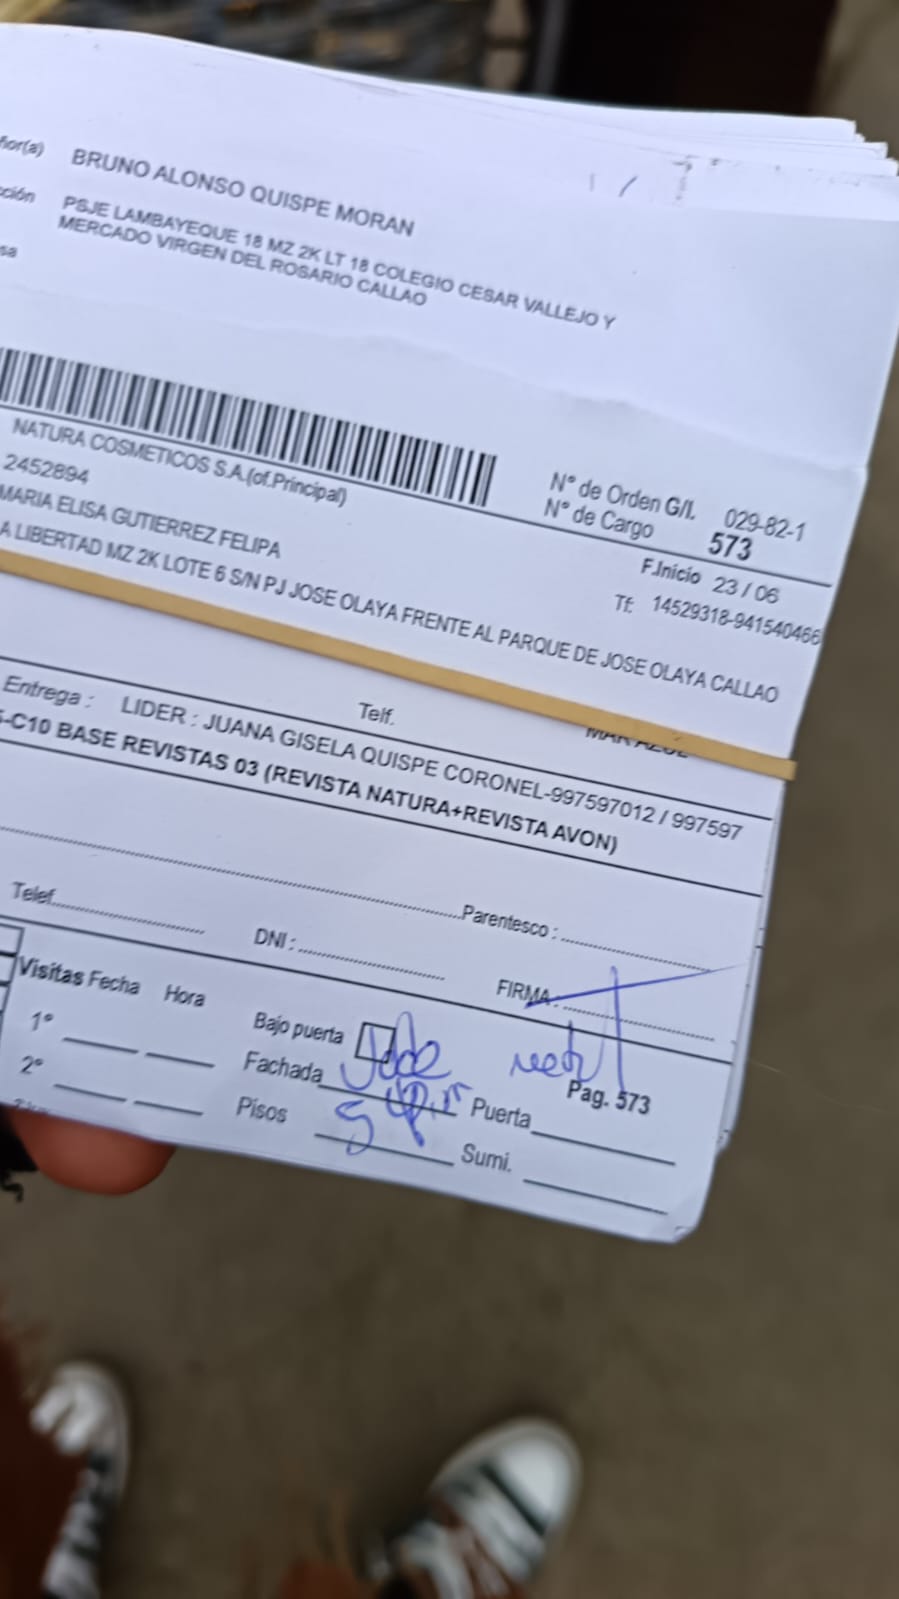 ñor(a) BRUNO ALONSO QUISPE MORAN
cción PSJE LAMBAYEQUE 18 MZ 2K LT 18 COLEGIO CESAR VALLEJO Y
MERCADO VIRGEN DEL ROSARIO CALLAO
sa
NATURA COSMETICOS S.A.(of.Principal)
N° de Orden G/I. 029-82-1
2452894
N° de Cargo 573
MARIA ELISA GUTIERREZ FELIPA
F.Inicio 23 / 06
A LIBERTAD MZ 2K LOTE 6 S/N PJ JOSE OLAYA FRENTE AL PARQUE DE JOSE OLAYA CALLAO
Tf: 14529318-941540466
Telf.
MAR AZUL
Entrega : LIDER : JUANA GISELA QUISPE CORONEL-997597012 / 997597
-C10 BASE REVISTAS 03 (REVISTA NATURA+REVISTA AVON)
Parentesco :
Telef. DNI : FIRMA :
Visitas Fecha Hora
Bajo puerta
1°
Fachada Puerta
Pag. 573
2°
Pisos 5 Sumi.